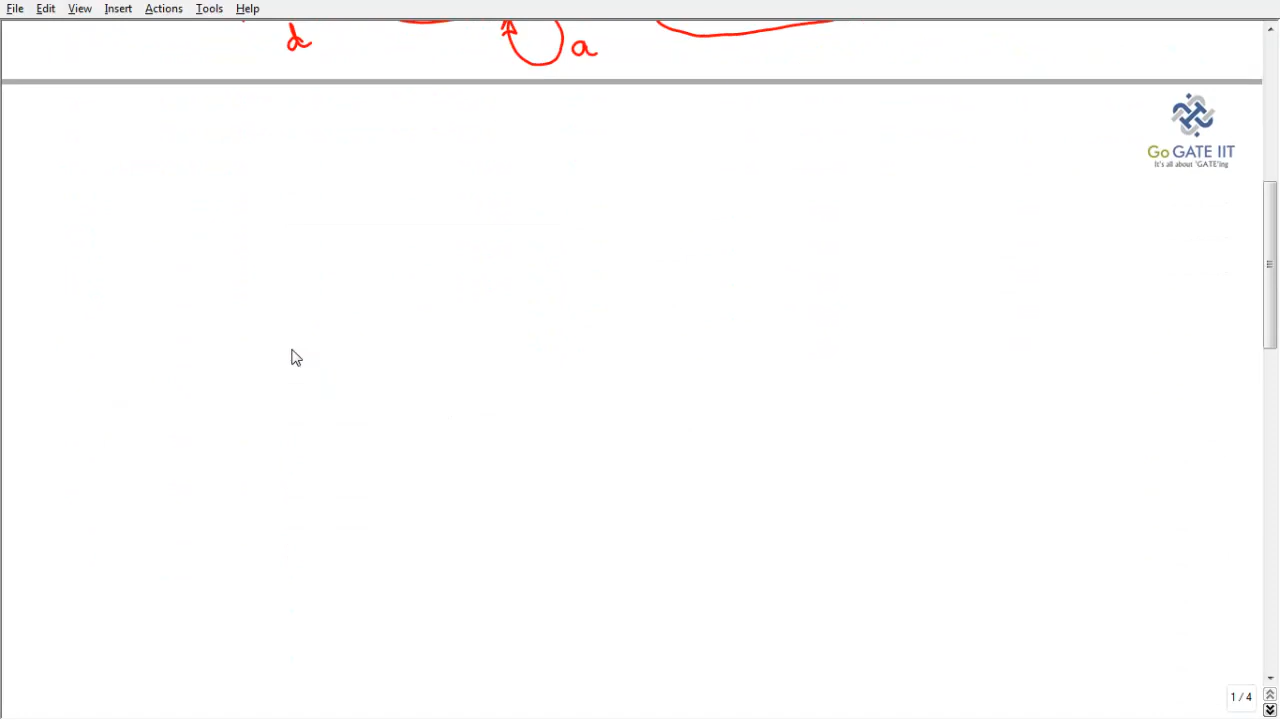 File Edit View Insert Actions Tools Help
d
a
Go GATE IIT
It's all about 'GATE'ing
1 / 4